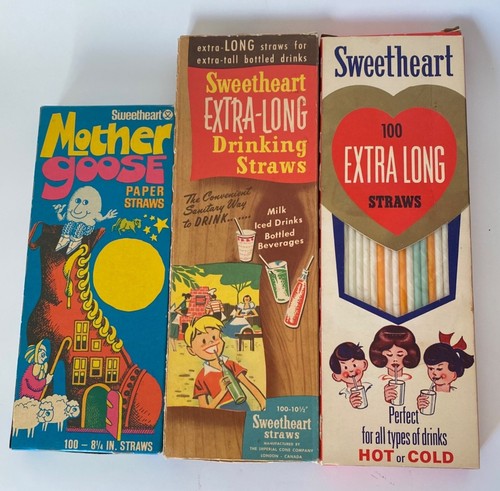 Sweetheart
Mother
goose
PAPER
STRAWS
100 - 8¼ IN. STRAWS
extra-LONG straws for
extra-tall bottled drinks
Sweetheart
EXTRA-LONG
Drinking
Straws
The Convenient
Sanitary Way
to DRINK......
Milk
Iced Drinks
Bottled
Beverages
100-10½"
Sweetheart
straws
MANUFACTURED BY
THE IMPERIAL CONE COMPANY
LONDON - CANADA
Sweetheart
100
EXTRA LONG
STRAWS
Perfect
for all types of drinks
HOT or COLD